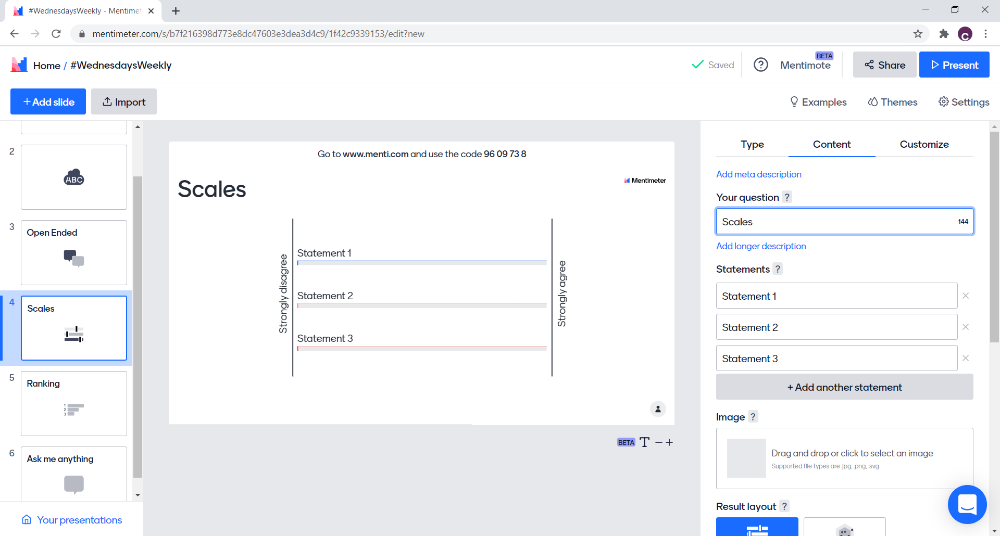 #WednesdaysWeekly - Mentimet
mentimeter.com/s/b7f216398d773e8dc47603e3dea3d4c9/1f42c9339153/edit?new
C
Home / #WednesdaysWeekly
Saved
?
Mentimote
BETA
Share
Present
+ Add slide
Import
Examples
Themes
Settings
2
ABC
3
Open Ended
4
Scales
5
Ranking
1
2
3
6
Ask me anything
Your presentations
Go to www.menti.com and use the code 96 09 73 8
Mentimeter
Scales
Strongly disagree
Statement 1
Statement 2
Statement 3
Strongly agree
BETA T − +
Type
Content
Customize
Add meta description
Your question ?
Scales 144
Add longer description
Statements ?
Statement 1 ×
Statement 2 ×
Statement 3 ×
+ Add another statement
Image ?
Drag and drop or click to select an image
Supported file types are .jpg, .png, .svg
Result layout ?